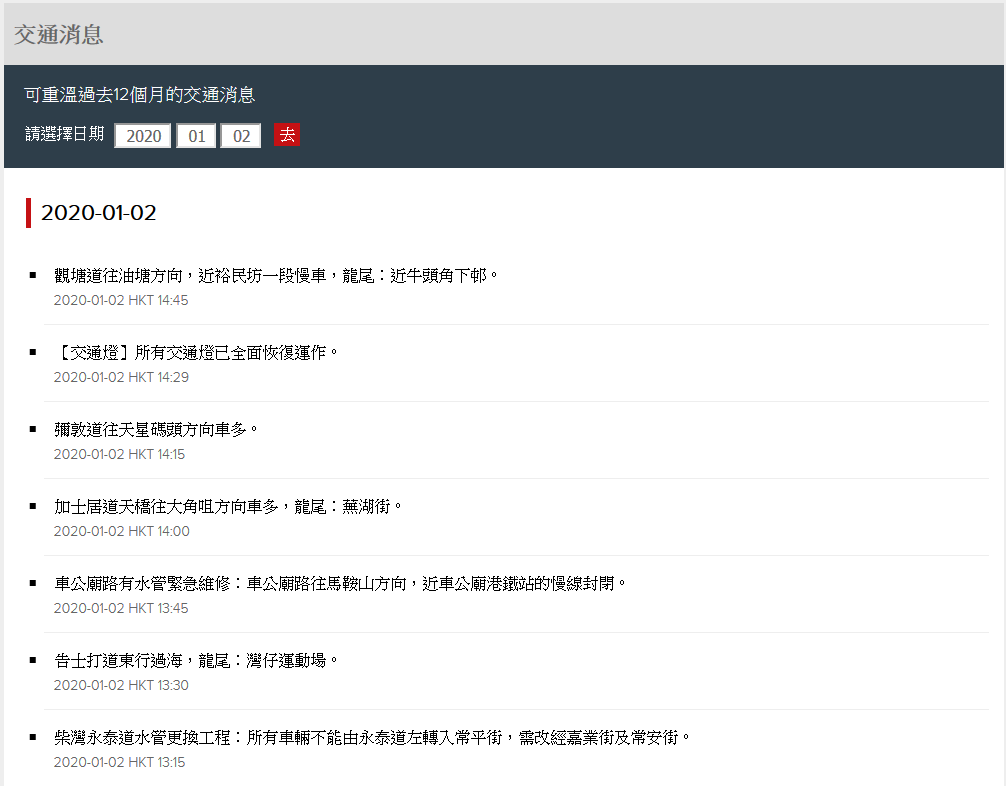 交通消息
可重溫過去12個月的交通消息
請選擇日期 2020 01 02 去
2020-01-02
觀塘道往油塘方向，近裕民坊一段慢車，龍尾：近牛頭角下邨。
2020-01-02 HKT 14:45
【交通燈】所有交通燈已全面恢復運作。
2020-01-02 HKT 14:29
彌敦道往天星碼頭方向車多。
2020-01-02 HKT 14:15
加士居道天橋往大角咀方向車多，龍尾：蕪湖街。
2020-01-02 HKT 14:00
車公廟路有水管緊急維修：車公廟路往馬鞍山方向，近車公廟港鐵站的慢線封閉。
2020-01-02 HKT 13:45
告士打道東行過海，龍尾：灣仔運動場。
2020-01-02 HKT 13:30
柴灣永泰道水管更換工程：所有車輛不能由永泰道左轉入常平街，需改經嘉業街及常安街。
2020-01-02 HKT 13:15